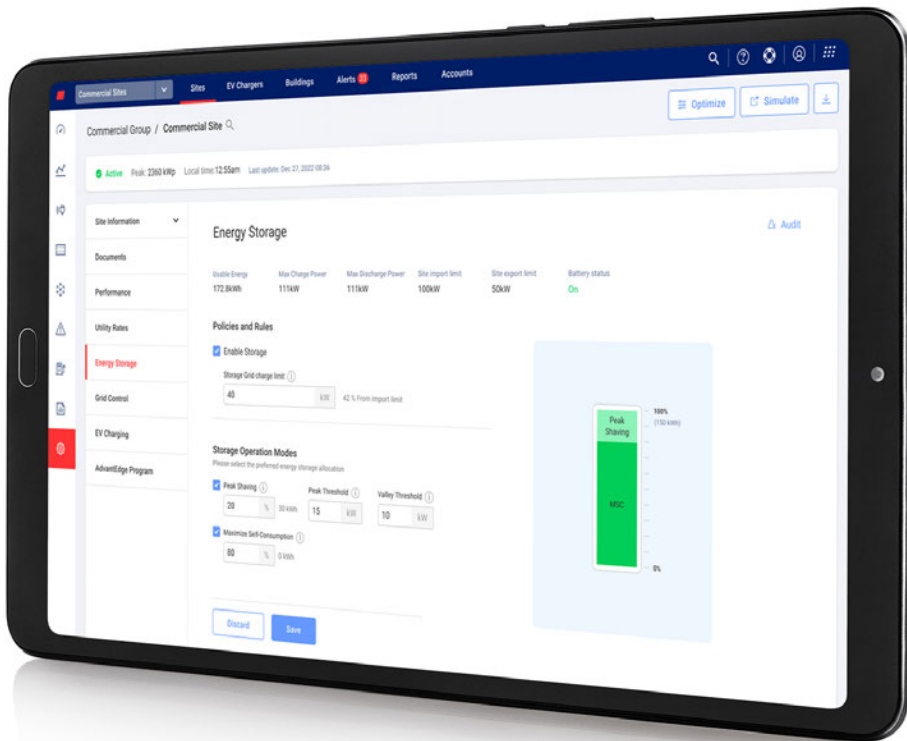 Commercial Sites Sites EV Chargers Buildings Alerts Reports Accounts
Commercial Group / Commercial Site Optimize Simulate
Active Peak: 2360 kWp Local time: 12:55am Last update: Dec 27, 2022 08:36
Site Information
Documents
Performance
Utility Rates
Energy Storage
Grid Control
EV Charging
AdvantEdge Program
Energy Storage Audit
Usable Energy Max Charge Power Max Discharge Power Site import limit Site export limit Battery status
172.8kWh 111kW 111kW 100kW 50kW On
Policies and Rules
Enable Storage
Storage Grid charge limit
40 kW 42 % From import limit
Storage Operation Modes
Please select the preferred energy storage allocation
Peak Shaving Peak Threshold Valley Threshold
20 % 30 kWh 15 kW 10 kW
Maximize Self-Consumption
80 % 0 kWh
Discard Save
100%
(150 kWh)
Peak
Shaving
MSC
0%